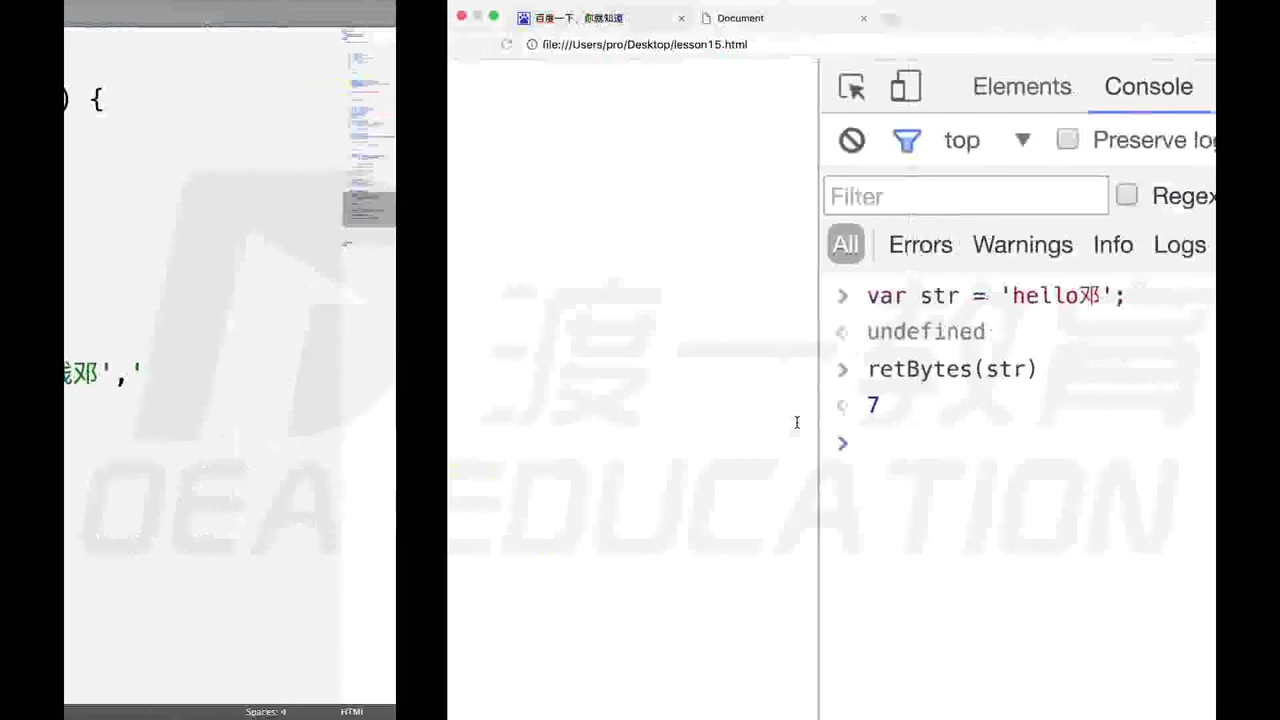 ) {
邓','
Spaces: 4
HTML
百度一下，你就知道
Document
file:///Users/pro/Desktop/lesson15.html
Elements
Console
top
Preserve log
Filter
Regex
All
Errors
Warnings
Info
Logs
> var str = 'hello邓';
undefined
> retBytes(str)
7
>
渡一教育
EDUCATION